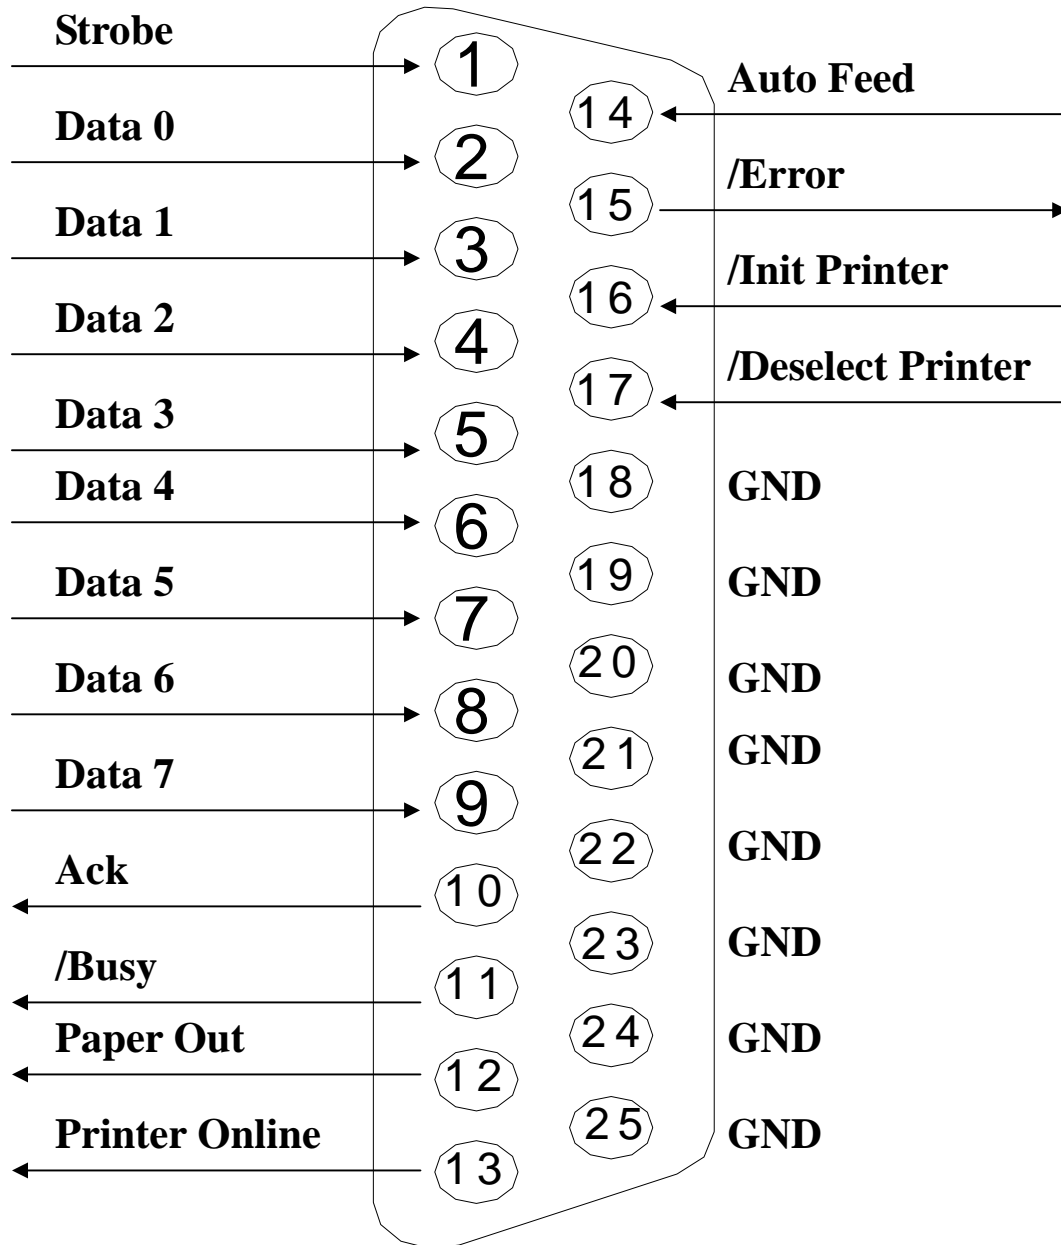 Strobe
1
Data 0
2
Data 1
3
Data 2
4
Data 3
5
Data 4
6
Data 5
7
Data 6
8
Data 7
9
Ack
10
/Busy
11
Paper Out
12
Printer Online
13
14
Auto Feed
15
/Error
16
/Init Printer
17
/Deselect Printer
18
GND
19
GND
20
GND
21
GND
22
GND
23
GND
24
GND
25
GND